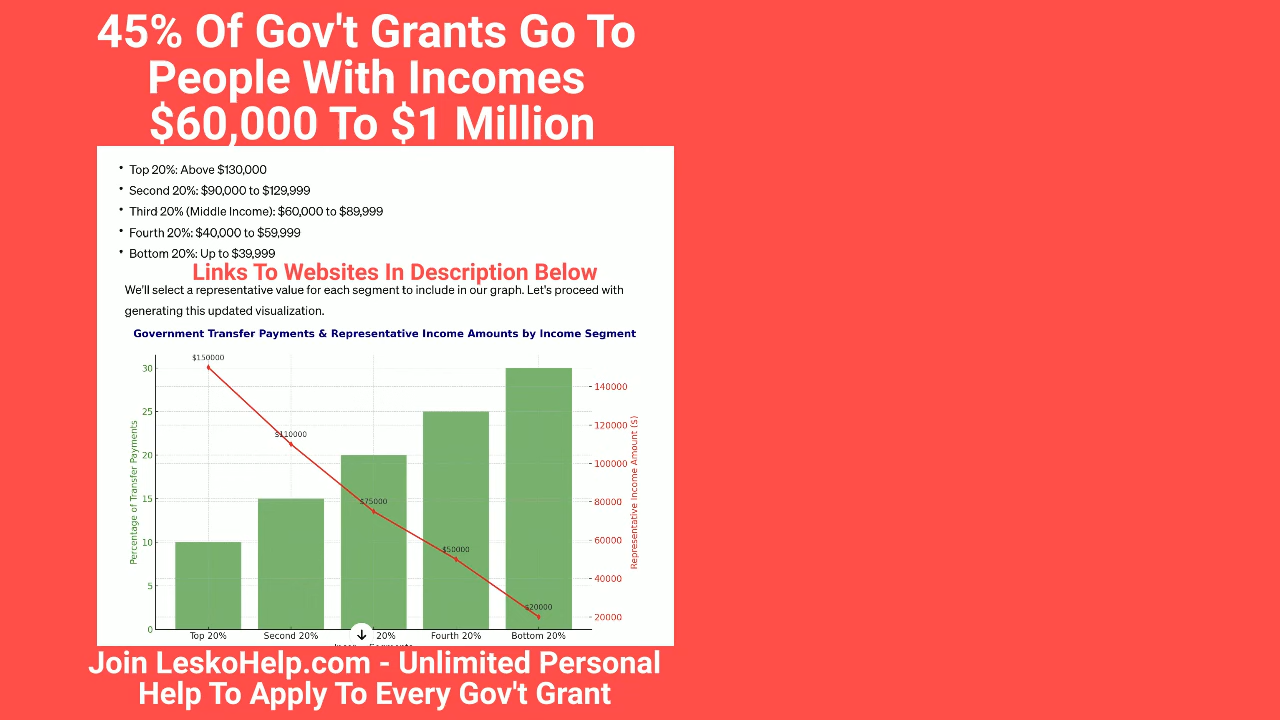 45% Of Gov't Grants Go To
People With Incomes
$60,000 To $1 Million
• Top 20%: Above $130,000
• Second 20%: $90,000 to $129,999
• Third 20% (Middle Income): $60,000 to $89,999
• Fourth 20%: $40,000 to $59,999
• Bottom 20%: Up to $39,999
Links To Websites In Description Below
We'll select a representative value for each segment to include in our graph. Let's proceed with
generating this updated visualization.
Government Transfer Payments & Representative Income Amounts by Income Segment
Percentage of Transfer Payments
30
25
20
15
10
5
0
$150000
$110000
$75000
$50000
$20000
140000
120000
100000
80000
60000
40000
20000
Representative Income Amount ($)
Top 20%
Second 20%
20%
Fourth 20%
Bottom 20%
Join LeskoHelp.com - Unlimited Personal
Help To Apply To Every Gov't Grant